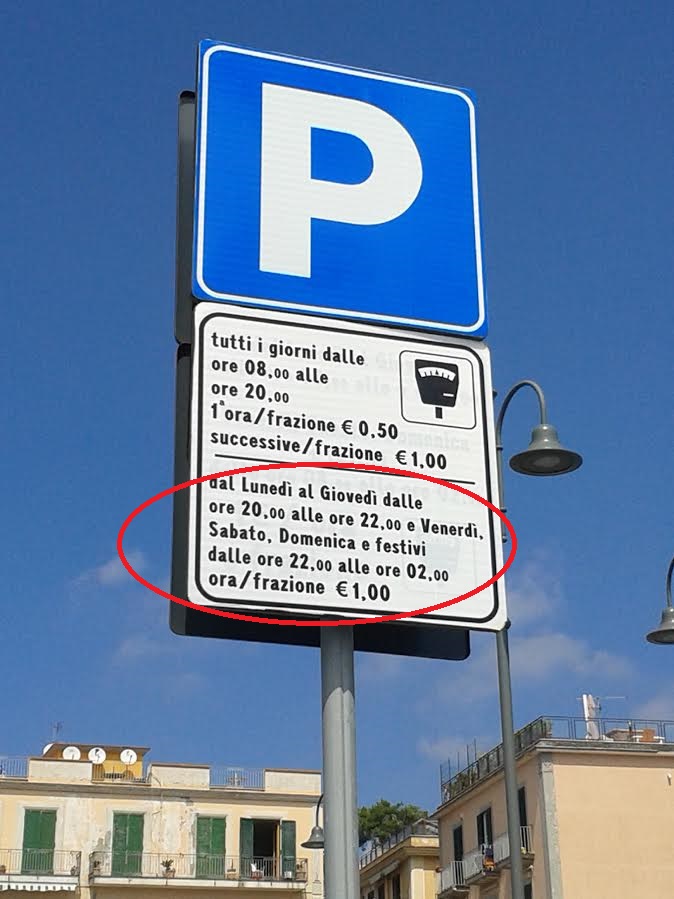 P
tutti i giorni dalle
ore 08,00 alle
ore 20,00
1ªora/frazione € 0.50
successive/frazione €1,00
dal Lunedì al Giovedì dalle
ore 20,00 alle ore 22,00 e Venerdì,
Sabato, Domenica e festivi
dalle ore 22,00 alle ore 02,00
ora/frazione €1,00